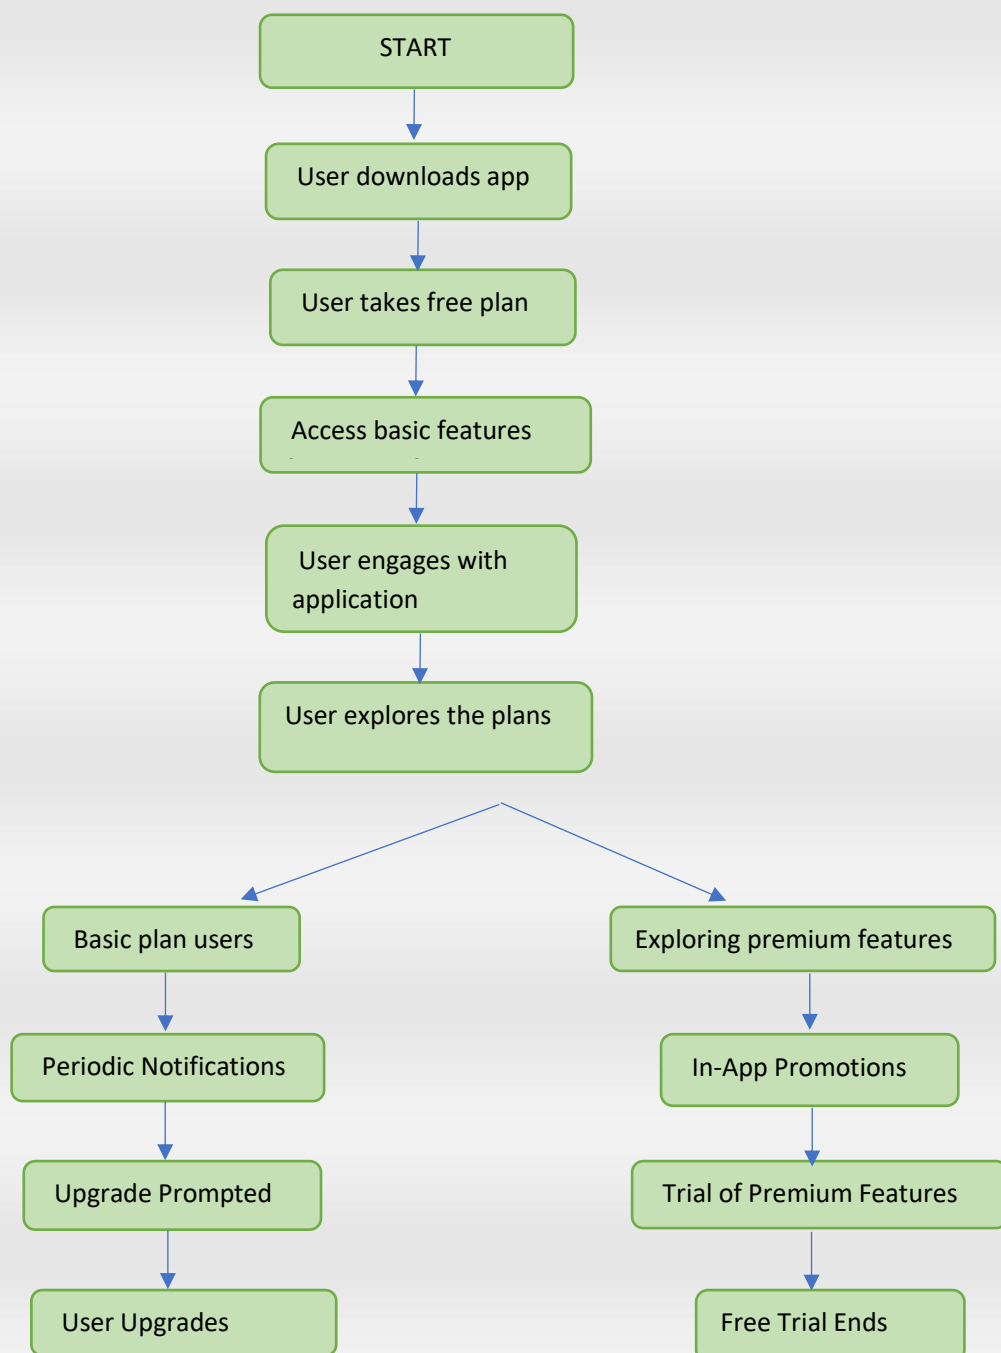 START
User downloads app
User takes free plan
Access basic features
User engages with
application
User explores the plans
Basic plan users
Exploring premium features
Periodic Notifications
In-App Promotions
Upgrade Prompted
Trial of Premium Features
User Upgrades
Free Trial Ends